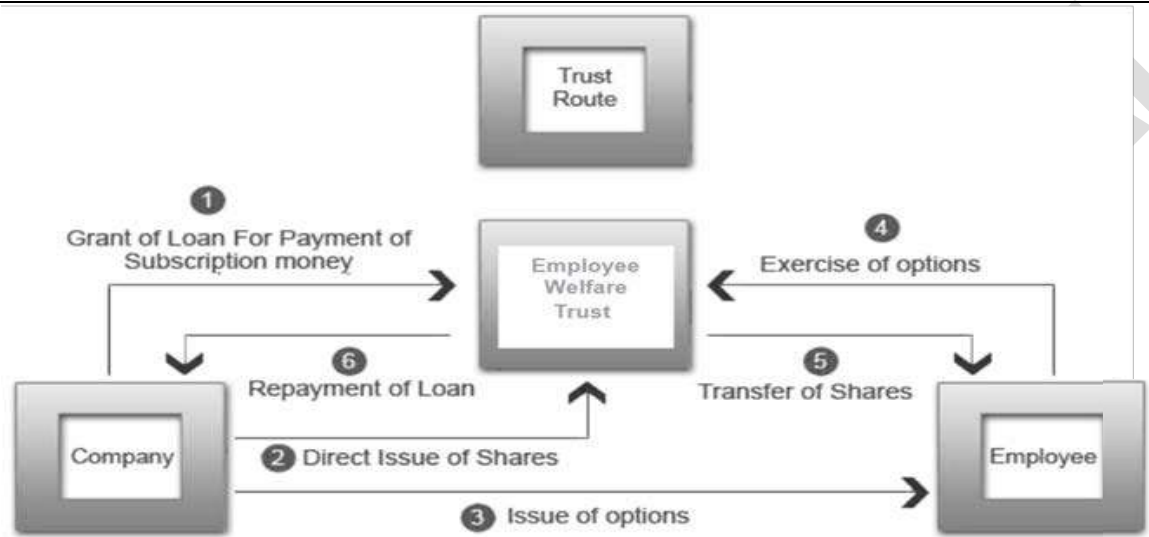 Trust
Route
1
Grant of Loan For Payment of
Subscription money
4
Exercise of options
Employee
Welfare
Trust
6
Repayment of Loan
5
Transfer of Shares
Company
2 Direct Issue of Shares
Employee
3 Issue of options